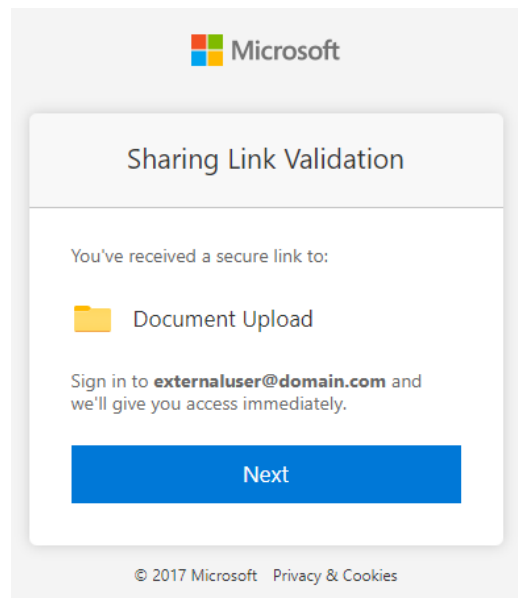 Microsoft
Sharing Link Validation
You've received a secure link to:
Document Upload
Sign in to externaluser@domain.com and
we'll give you access immediately.
Next
© 2017 Microsoft Privacy & Cookies